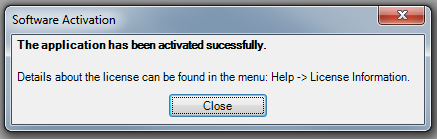 Software Activation
The application has been activated sucessfully.
Details about the license can be found in the menu: Help -> License Information.
Close